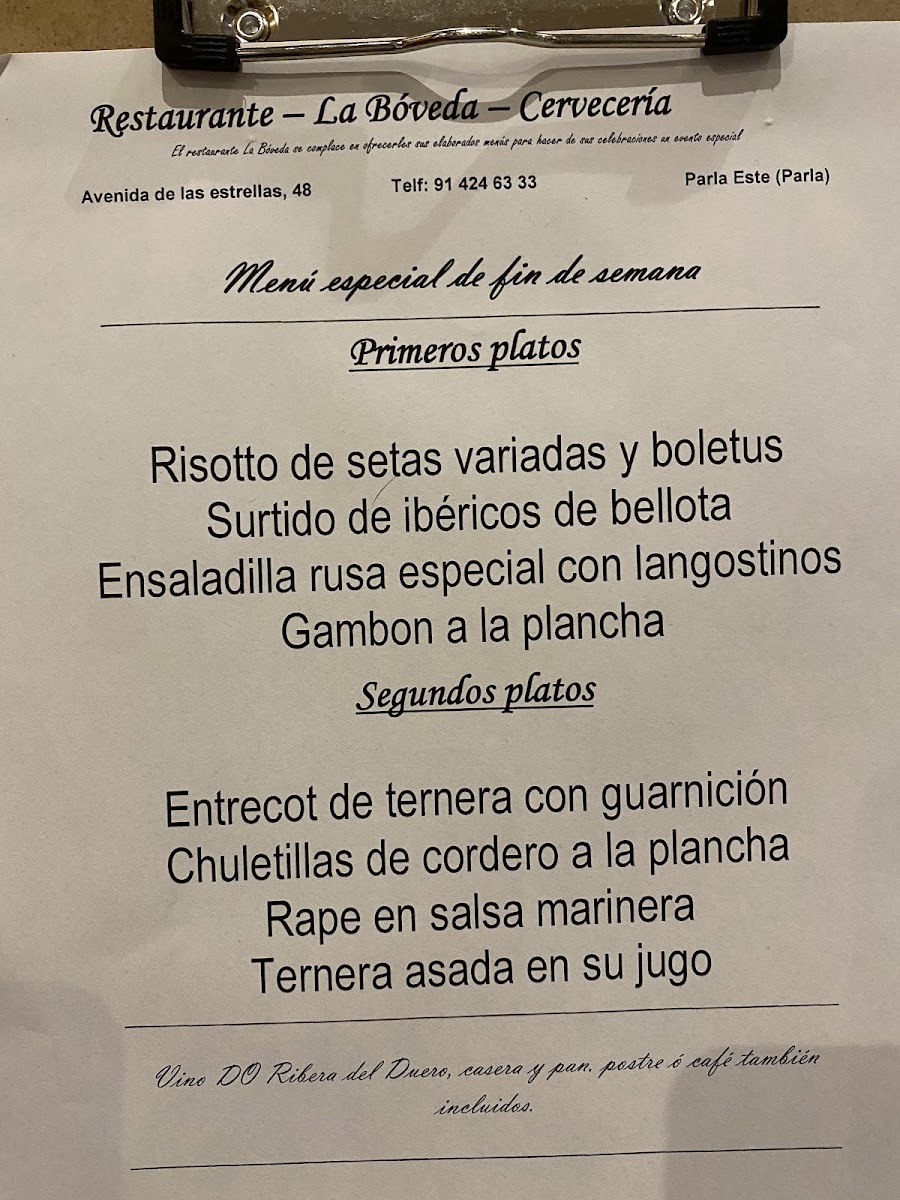 Restaurante – La Bóveda – Cervecería
El restaurante La Bóveda se complace en ofrecerles sus elaborados menús para hacer de sus celebraciones un evento especial
Avenida de las estrellas, 48 Telf: 91 424 63 33 Parla Este (Parla)
Menú especial de fin de semana
Primeros platos
Risotto de setas variadas y boletus
Surtido de ibéricos de bellota
Ensaladilla rusa especial con langostinos
Gambon a la plancha
Segundos platos
Entrecot de ternera con guarnición
Chuletillas de cordero a la plancha
Rape en salsa marinera
Ternera asada en su jugo
Vino DO Ribera del Duero, casera y pan. postre ó café también
incluidos.